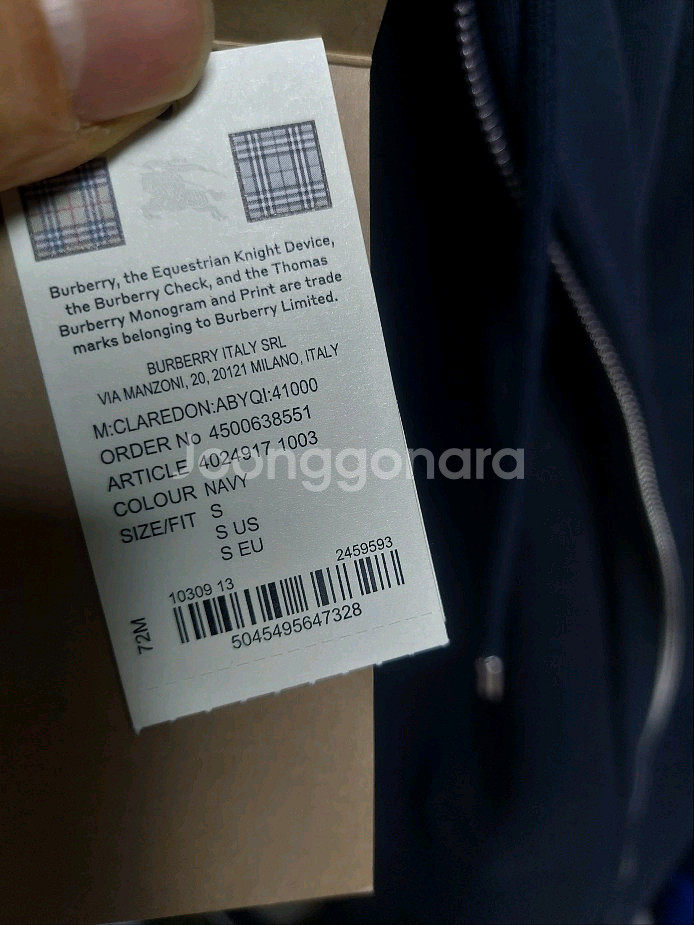 Burberry, the Equestrian Knight Device,
the Burberry Check, and the Thomas
Burberry Monogram and Print are trade
marks belonging to Burberry Limited.
BURBERRY ITALY SRL
VIA MANZONI, 20, 20121 MILANO, ITALY
M:CLAREDON:ABYQI:41000
ORDER No 4500638551
ARTICLE 4024917 1003
Joonggonara
COLOUR NAVY
SIZE/FIT S
S US
S EU
10309 13 2459593
72M
5045495647328